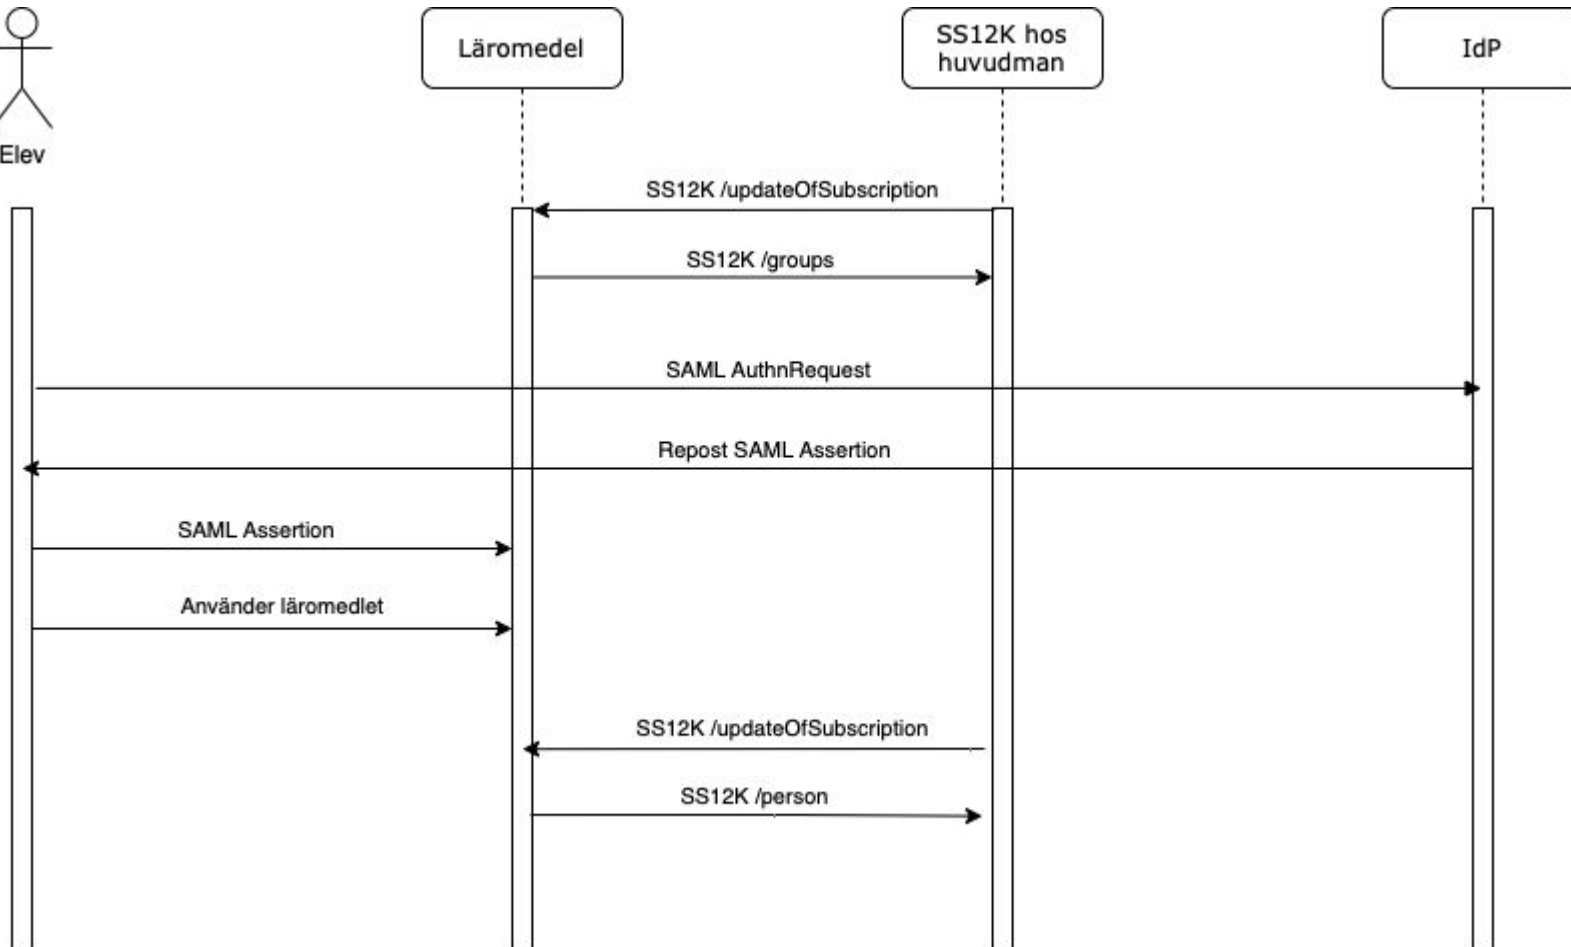 Läromedel
SS12K hos
huvudman
IdP
Elev
SS12K /updateOfSubscription
SS12K /groups
SAML AuthnRequest
Repost SAML Assertion
SAML Assertion
Använder läromedlet
SS12K /updateOfSubscription
SS12K /person